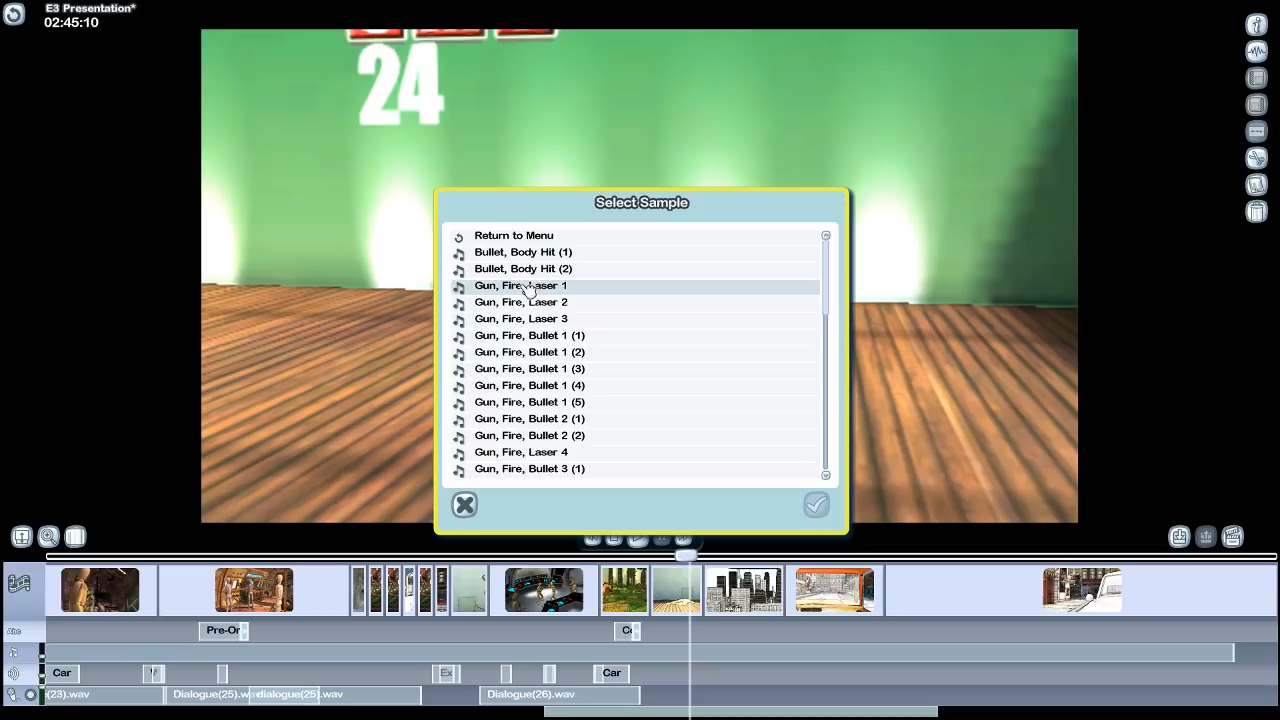 E3 Presentation*
02:45:10
24
Select Sample
Return to Menu
Bullet, Body Hit (1)
Bullet, Body Hit (2)
Gun, Fire, Laser 1
Gun, Fire, Laser 2
Gun, Fire, Laser 3
Gun, Fire, Bullet 1 (1)
Gun, Fire, Bullet 1 (2)
Gun, Fire, Bullet 1 (3)
Gun, Fire, Bullet 1 (4)
Gun, Fire, Bullet 1 (5)
Gun, Fire, Bullet 2 (1)
Gun, Fire, Bullet 2 (2)
Gun, Fire, Laser 4
Gun, Fire, Bullet 3 (1)
Abc Pre-Or
Car Ex Car
(23).wav Dialogue(25).w dialogue(25).wav Dialogue(26).wav